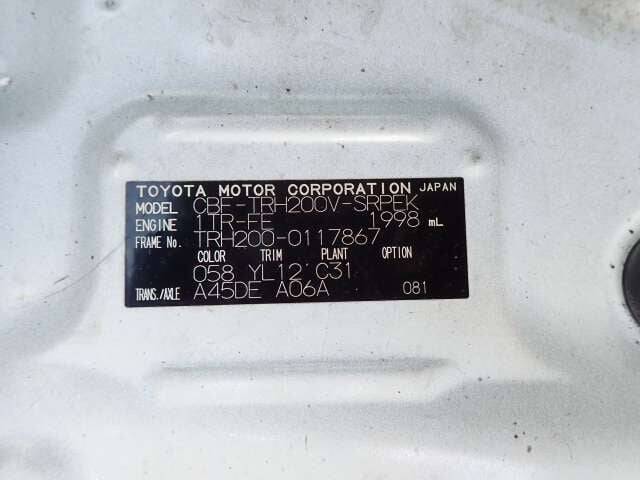 TOYOTA MOTOR CORPORATION JAPAN
MODEL CBF-TRH200V-SRPEK
ENGINE 1TR-FE 1998 mL
FRAME No. TRH200-0117867
COLOR TRIM PLANT OPTION
058 YL12 C31
TRANS./AXLE A45DE A06A 081